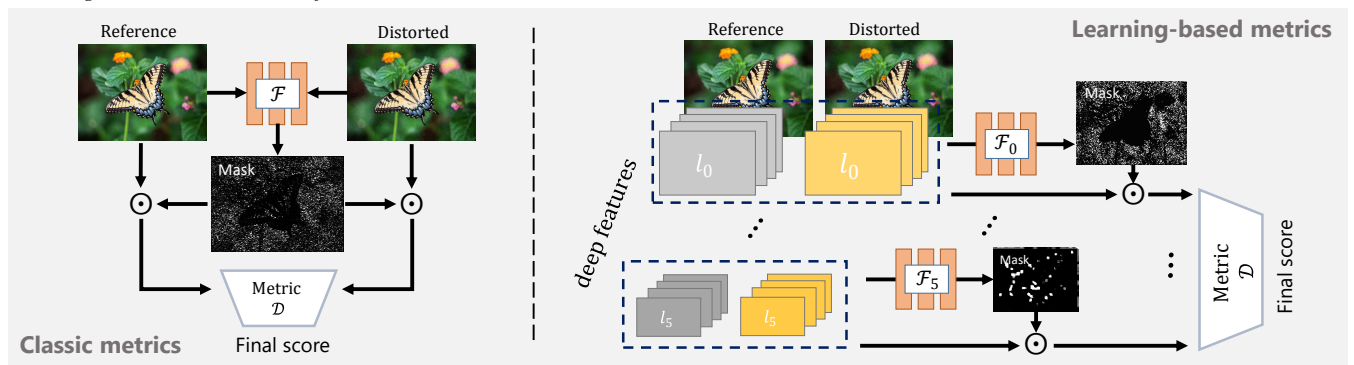 Reference
Distorted
ℱ
Mask
Metric
𝒟
Final score
Classic metrics
Learning-based metrics
Reference
Distorted
deep features
l₀
l₀
ℱ₀
Mask
l₅
l₅
ℱ₅
Mask
Metric
𝒟
Final score